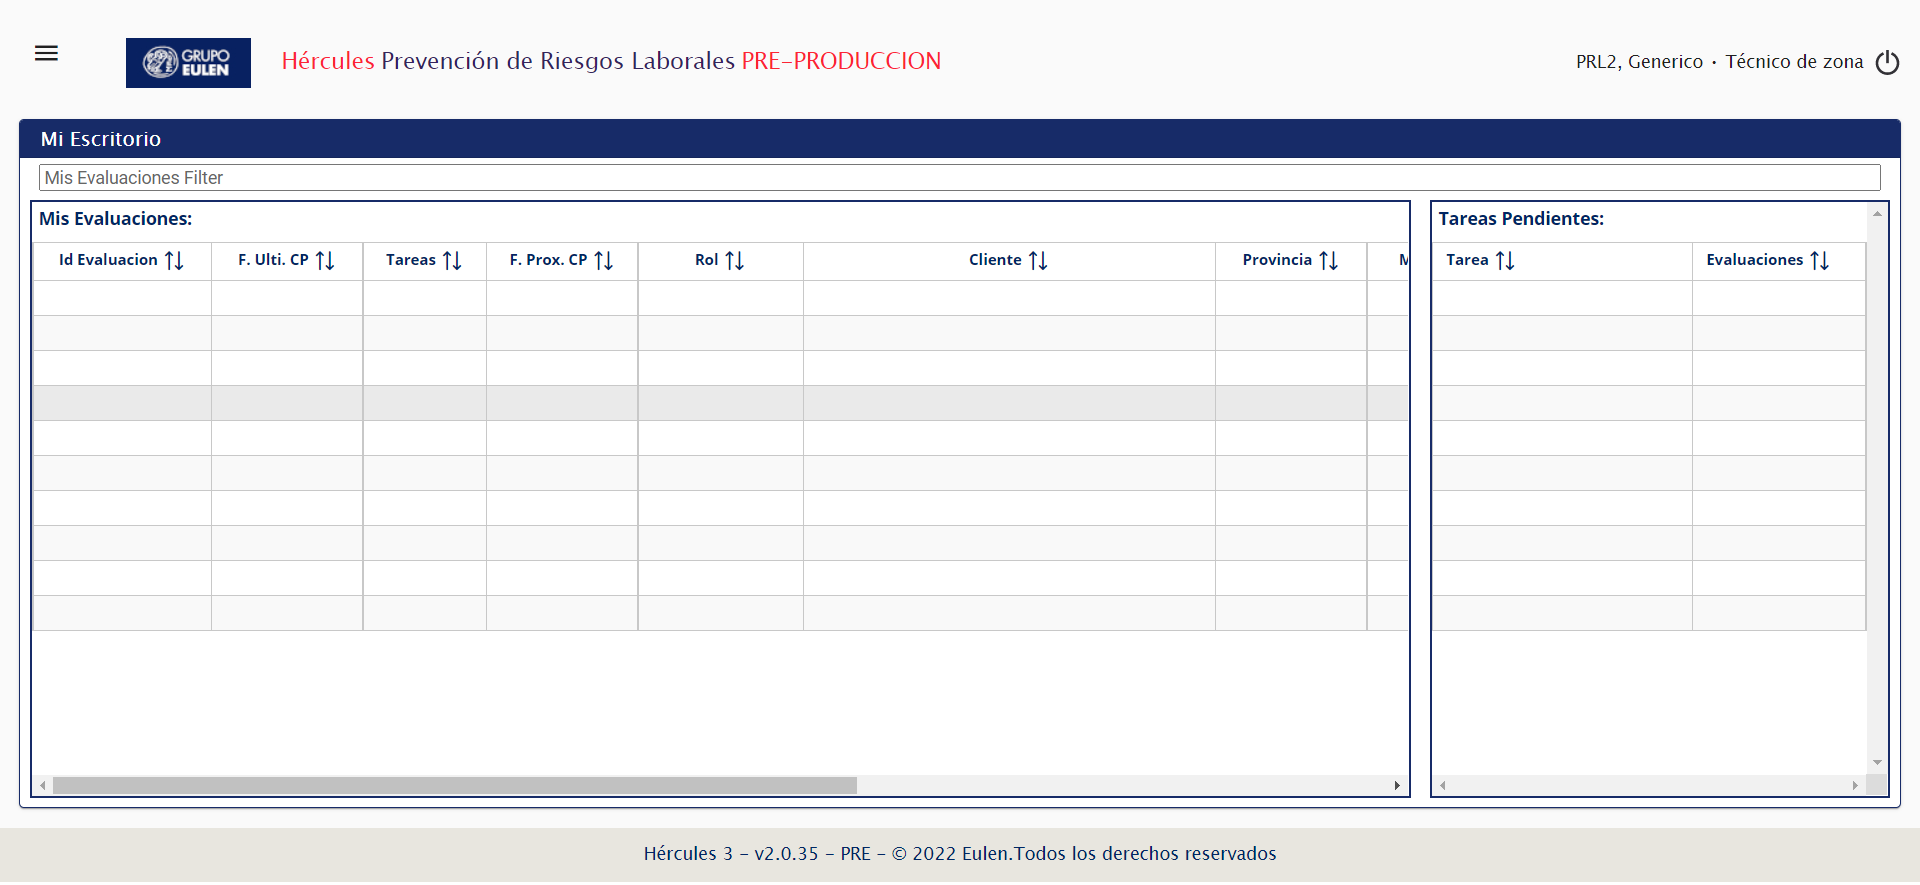 GRUPO
EULEN
Hércules Prevención de Riesgos Laborales PRE-PRODUCCION
PRL2, Generico · Técnico de zona
Mi Escritorio
Mis Evaluaciones Filter
Mis Evaluaciones:
Id Evaluacion F. Ulti. CP Tareas F. Prox. CP Rol Cliente Provincia
Tareas Pendientes:
Tarea Evaluaciones
Hércules 3 - v2.0.35 - PRE - © 2022 Eulen.Todos los derechos reservados